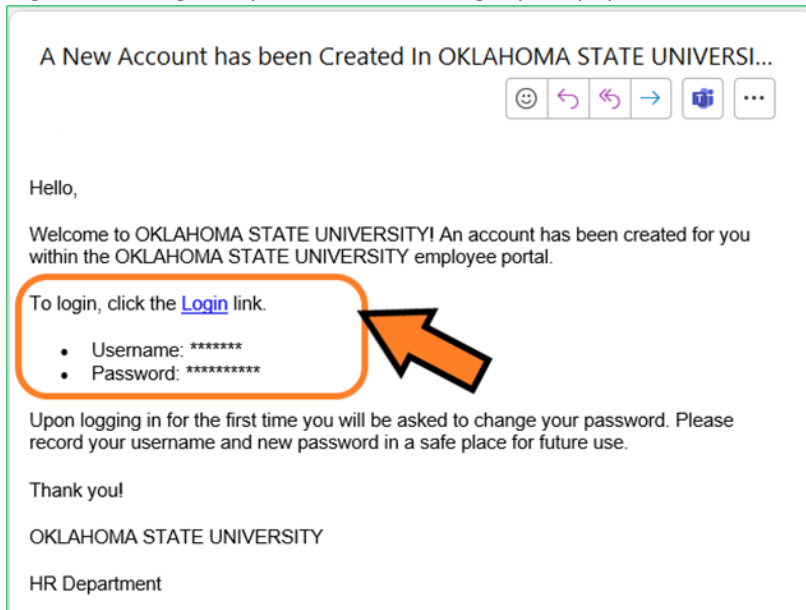 A New Account has been Created In OKLAHOMA STATE UNIVERSI...
Hello,
Welcome to OKLAHOMA STATE UNIVERSITY! An account has been created for you
within the OKLAHOMA STATE UNIVERSITY employee portal.
To login, click the Login link.
• Username: *******
• Password: **********
Upon logging in for the first time you will be asked to change your password. Please
record your username and new password in a safe place for future use.
Thank you!
OKLAHOMA STATE UNIVERSITY
HR Department